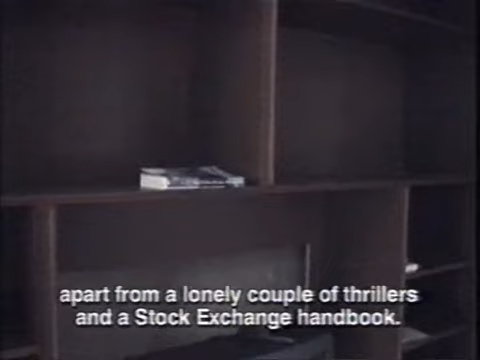 apart from a lonely couple of thrillers
and a Stock Exchange handbook.